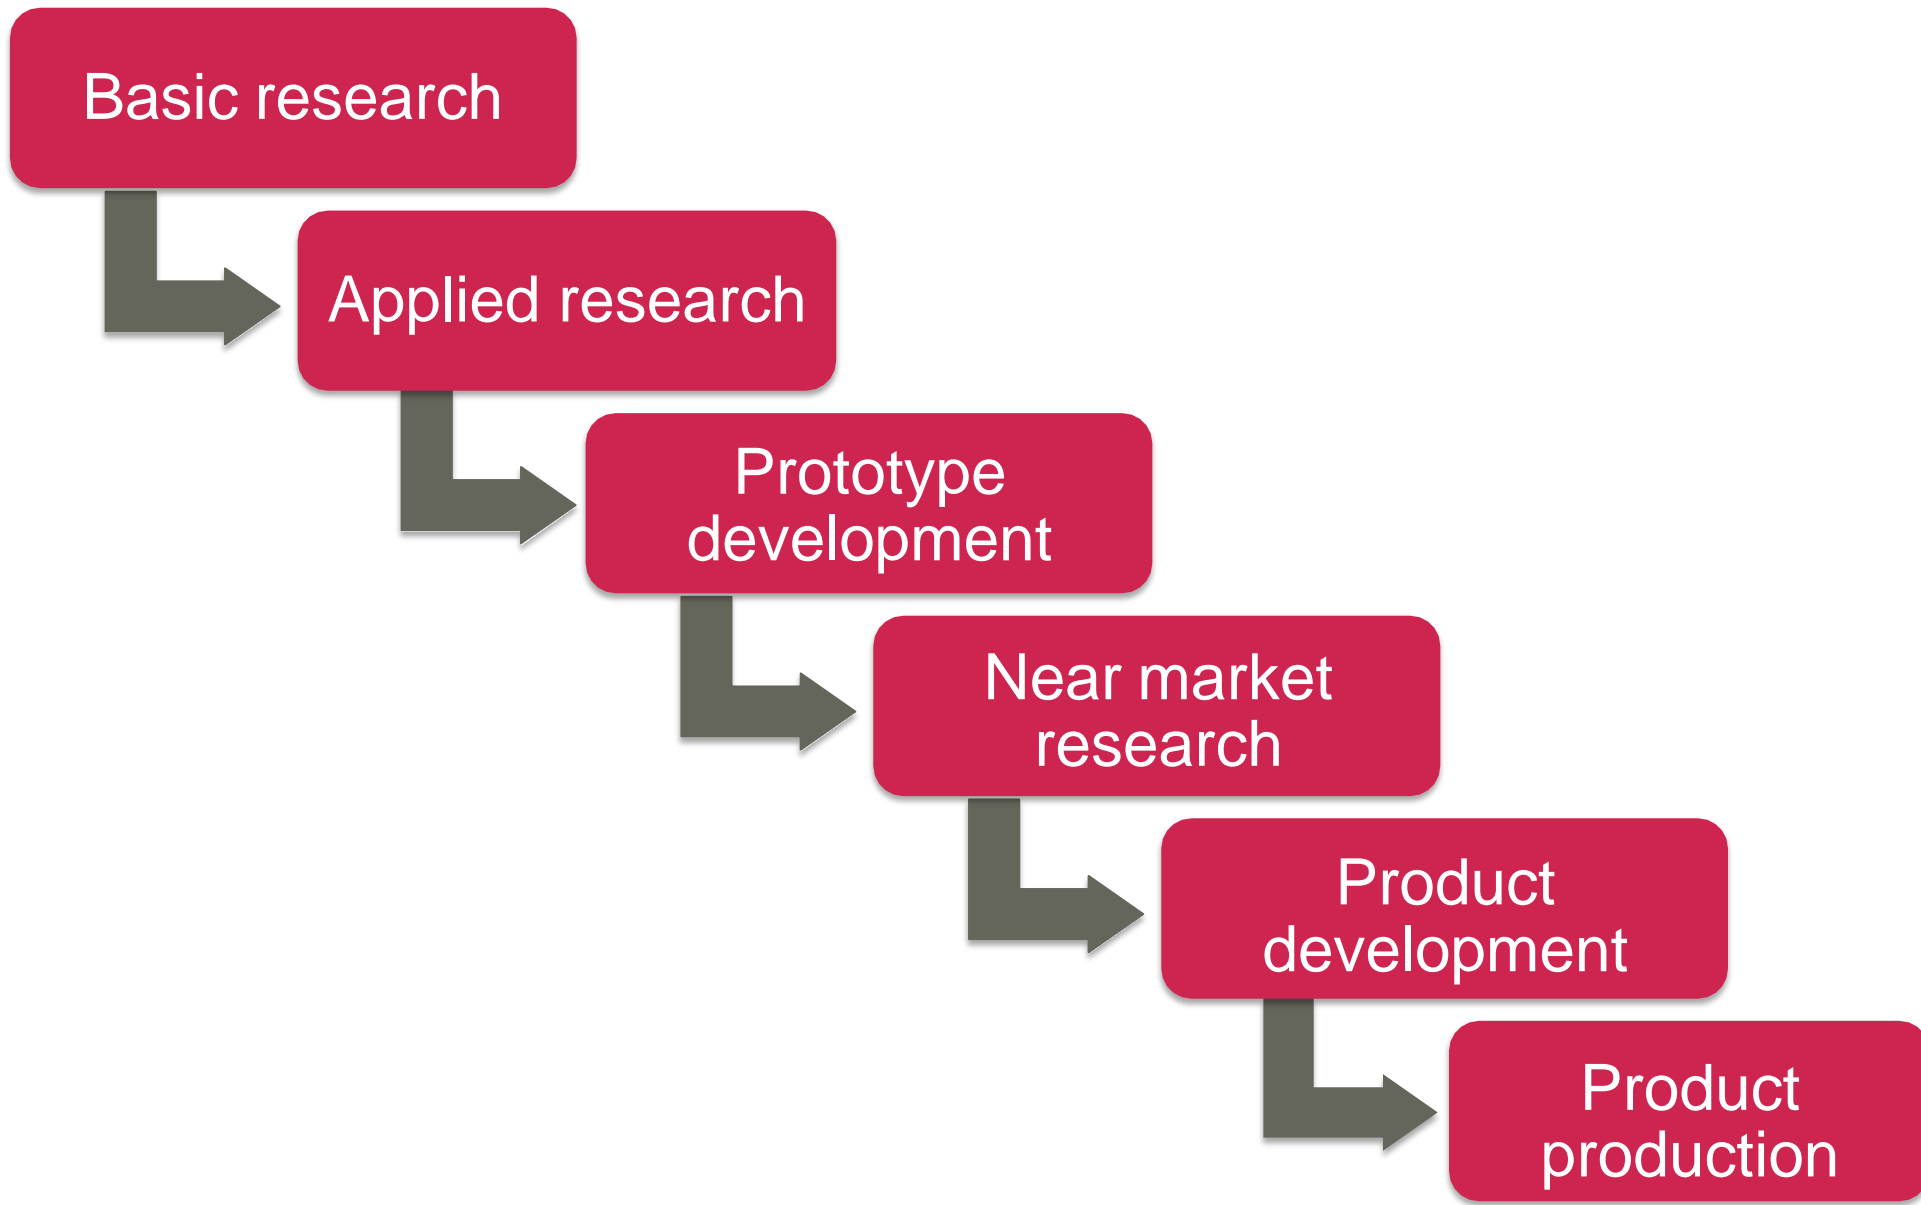 Basic research
Applied research
Prototype
development
Near market
research
Product
development
Product
production